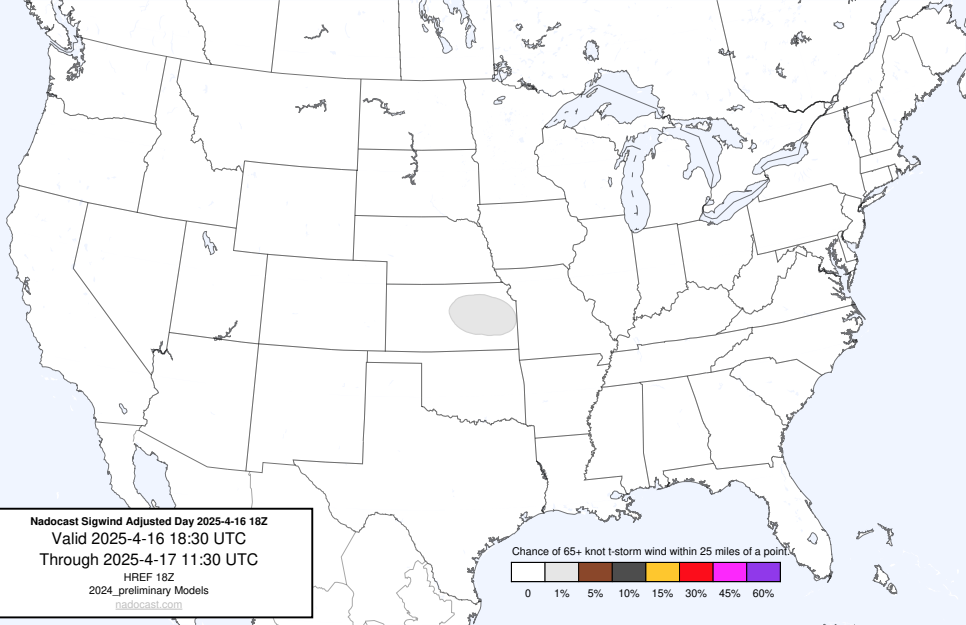 Nadocast Sigwind Adjusted Day 2025-4-16 18Z
Valid 2025-4-16 18:30 UTC
Through 2025-4-17 11:30 UTC
HREF 18Z
2024_preliminary Models
nadocast.com
Chance of 65+ knot t-storm wind within 25 miles of a point.
0 1% 5% 10% 15% 30% 45% 60%